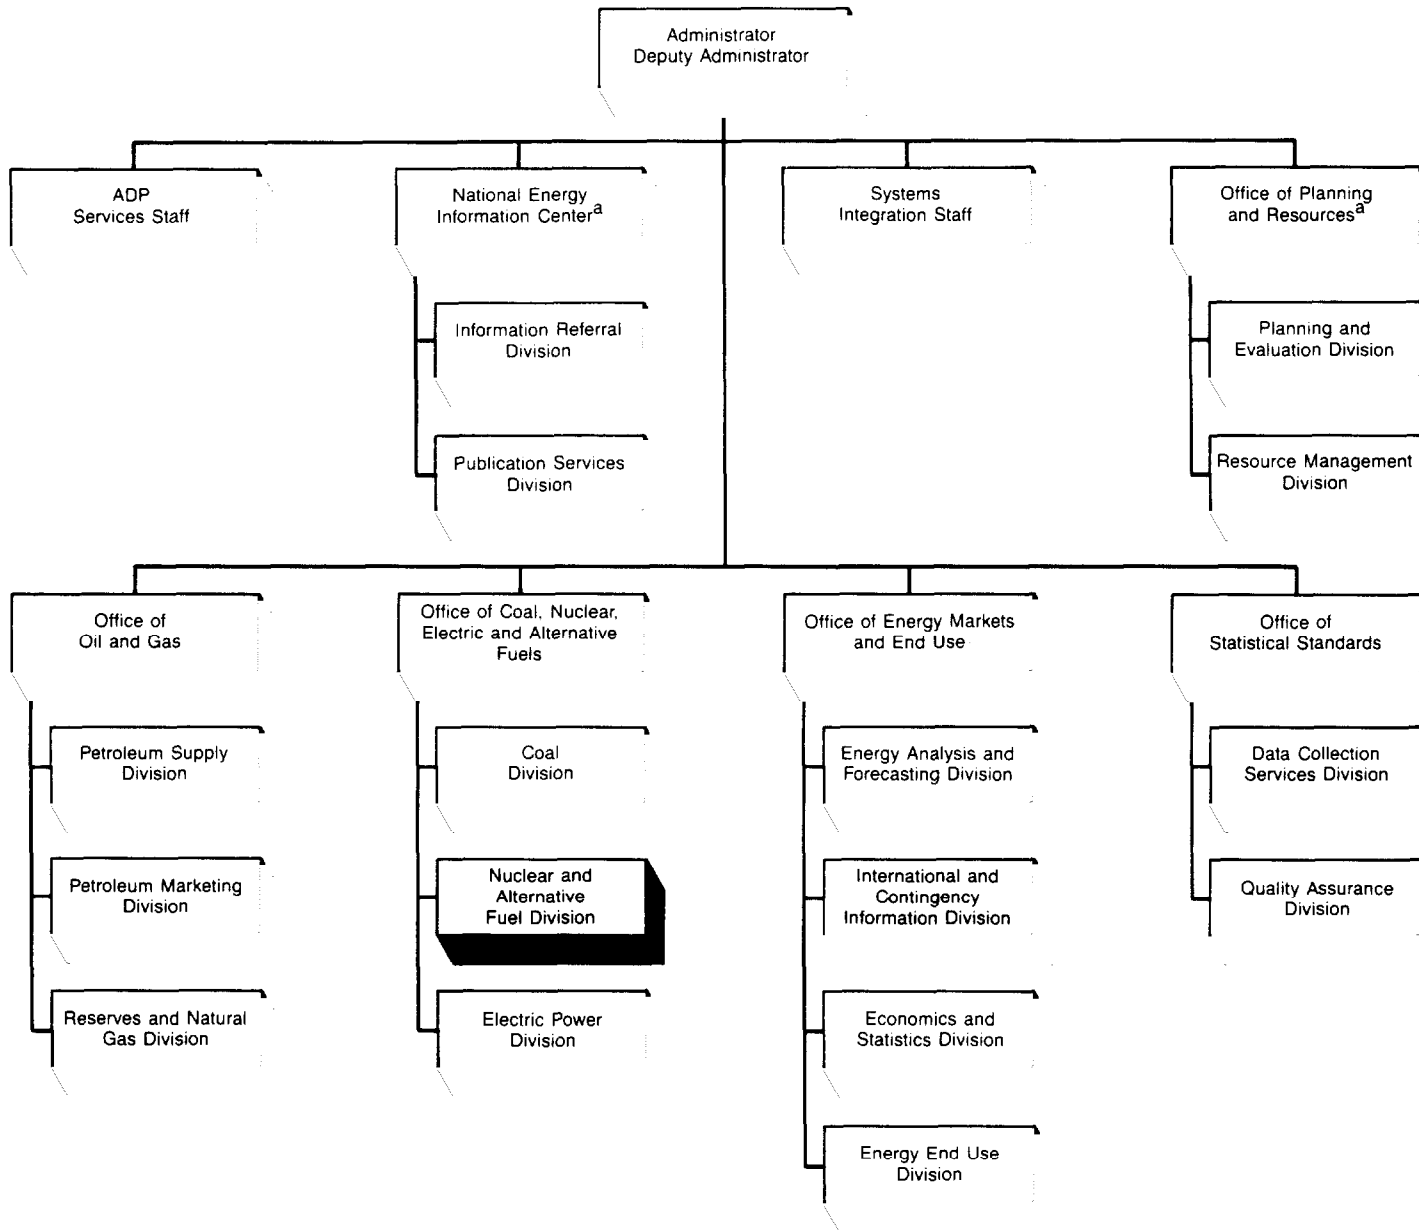 Administrator
Deputy Administrator
ADP
Services Staff
National Energy
Information Center a
Systems
Integration Staff
Office of Planning
and Resources a
Information Referral
Division
Planning and
Evaluation Division
Publication Services
Division
Resource Management
Division
Office of
Oil and Gas
Office of Coal, Nuclear,
Electric and Alternative
Fuels
Office of Energy Markets
and End Use
Office of
Statistical Standards
Petroleum Supply
Division
Coal
Division
Energy Analysis and
Forecasting Division
Data Collection
Services Division
Petroleum Marketing
Division
Nuclear and
Alternative
Fuel Division
International and
Contingency
Information Division
Quality Assurance
Division
Reserves and Natural
Gas Division
Electric Power
Division
Economics and
Statistics Division
Energy End Use
Division